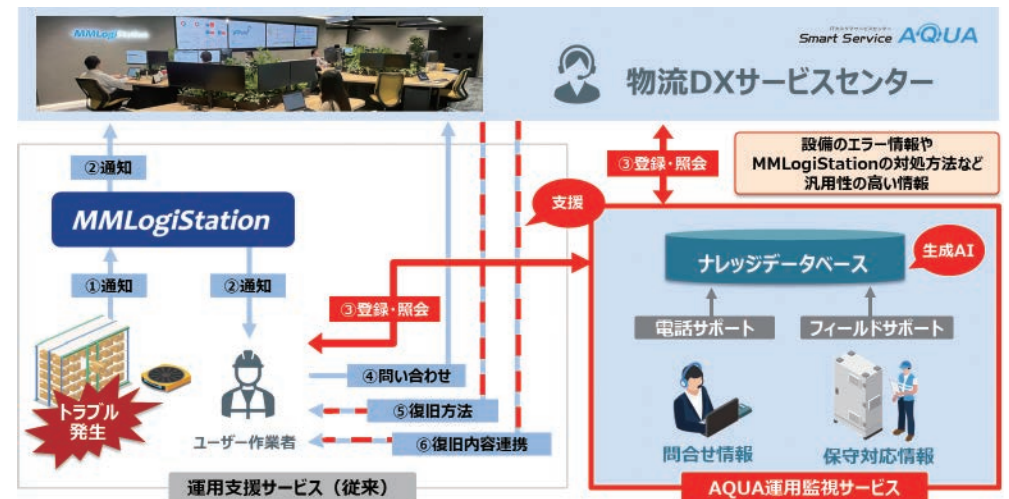 MMLogiStation
Smart Service AQUA
物流DXサービスセンター
②通知
③登録・照会
設備のエラー情報や
MMLogiStationの対処方法など
汎用性の高い情報
支援
MMLogiStation
①通知
②通知
③登録・照会
ナレッジデータベース
生成AI
電話サポート
フィールドサポート
トラブル
発生
④問い合わせ
⑤復旧方法
⑥復旧内容連携
ユーザー作業者
問合せ情報
保守対応情報
運用支援サービス（従来）
AQUA運用監視サービス